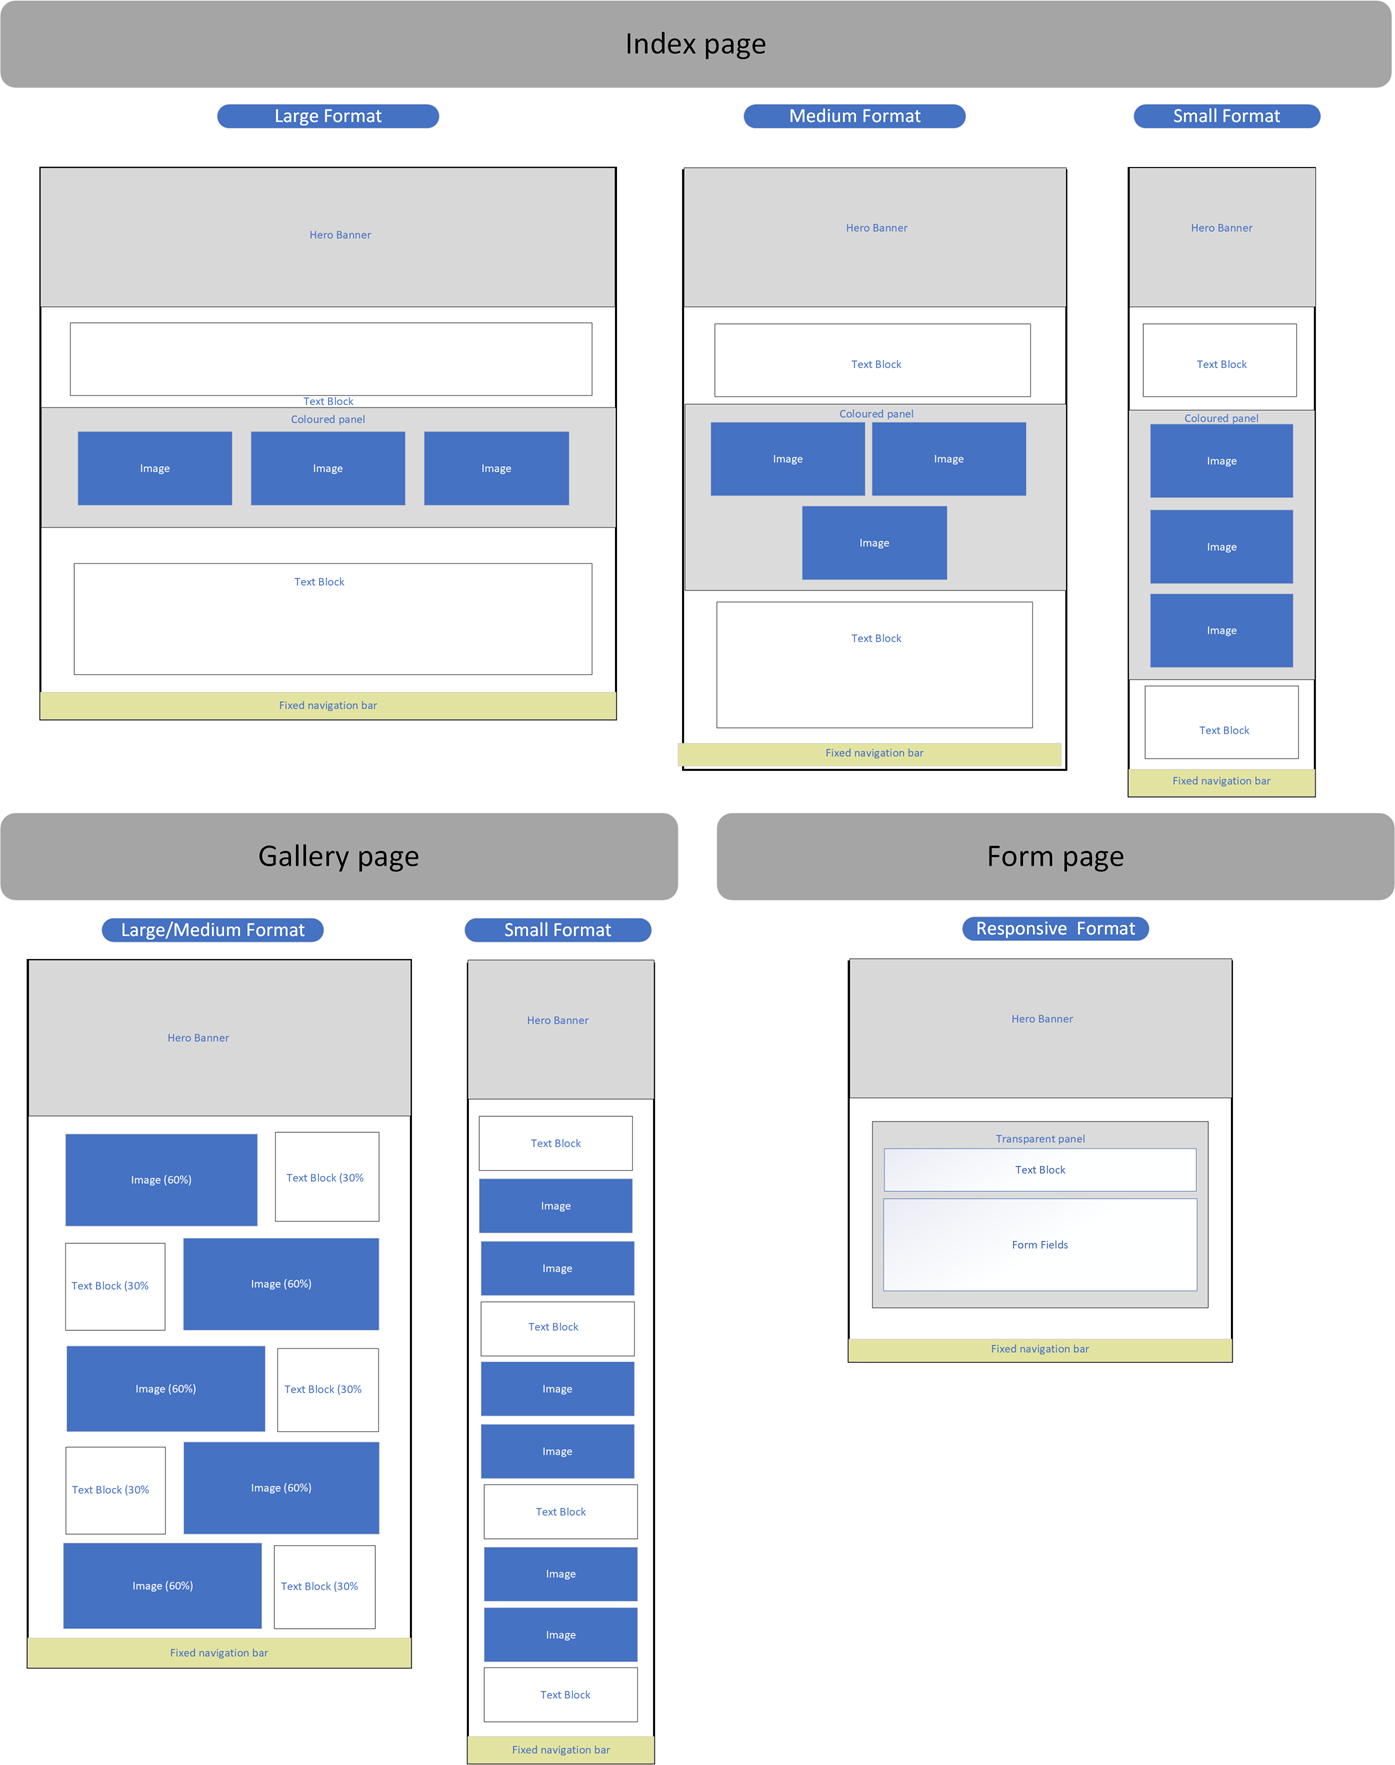 Index page
Large Format
Hero Banner
Text Block
Coloured panel
Image
Image
Image
Text Block
Fixed navigation bar
Medium Format
Hero Banner
Text Block
Coloured panel
Image
Image
Image
Text Block
Fixed navigation bar
Small Format
Hero Banner
Text Block
Coloured panel
Image
Image
Image
Text Block
Fixed navigation bar
Gallery page
Large/Medium Format
Hero Banner
Image (60%)
Text Block (30%
Text Block (30%
Image (60%)
Image (60%)
Text Block (30%
Text Block (30%
Image (60%)
Image (60%)
Text Block (30%
Fixed navigation bar
Small Format
Hero Banner
Text Block
Image
Image
Text Block
Image
Image
Text Block
Image
Image
Text Block
Fixed navigation bar
Form page
Responsive  Format
Hero Banner
Transparent panel
Text Block
Form Fields
Fixed navigation bar